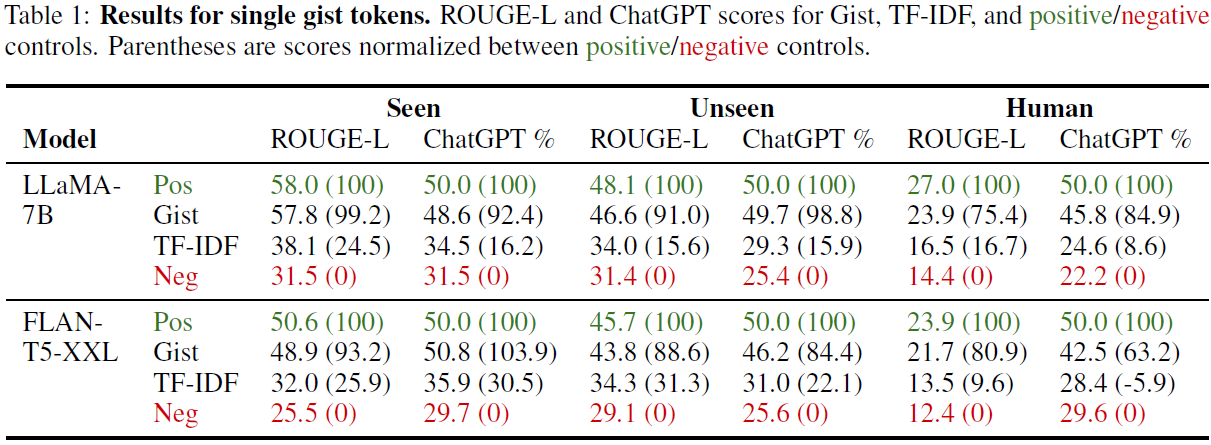 Table 1: Results for single gist tokens. ROUGE-L and ChatGPT scores for Gist, TF-IDF, and positive/negative
controls. Parentheses are scores normalized between positive/negative controls.
Seen Unseen Human
Model ROUGE-L ChatGPT % ROUGE-L ChatGPT % ROUGE-L ChatGPT %
LLaMA- Pos 58.0 (100) 50.0 (100) 48.1 (100) 50.0 (100) 27.0 (100) 50.0 (100)
7B Gist 57.8 (99.2) 48.6 (92.4) 46.6 (91.0) 49.7 (98.8) 23.9 (75.4) 45.8 (84.9)
TF-IDF 38.1 (24.5) 34.5 (16.2) 34.0 (15.6) 29.3 (15.9) 16.5 (16.7) 24.6 (8.6)
Neg 31.5 (0) 31.5 (0) 31.4 (0) 25.4 (0) 14.4 (0) 22.2 (0)
FLAN- Pos 50.6 (100) 50.0 (100) 45.7 (100) 50.0 (100) 23.9 (100) 50.0 (100)
T5-XXL Gist 48.9 (93.2) 50.8 (103.9) 43.8 (88.6) 46.2 (84.4) 21.7 (80.9) 42.5 (63.2)
TF-IDF 32.0 (25.9) 35.9 (30.5) 34.3 (31.3) 31.0 (22.1) 13.5 (9.6) 28.4 (-5.9)
Neg 25.5 (0) 29.7 (0) 29.1 (0) 25.6 (0) 12.4 (0) 29.6 (0)